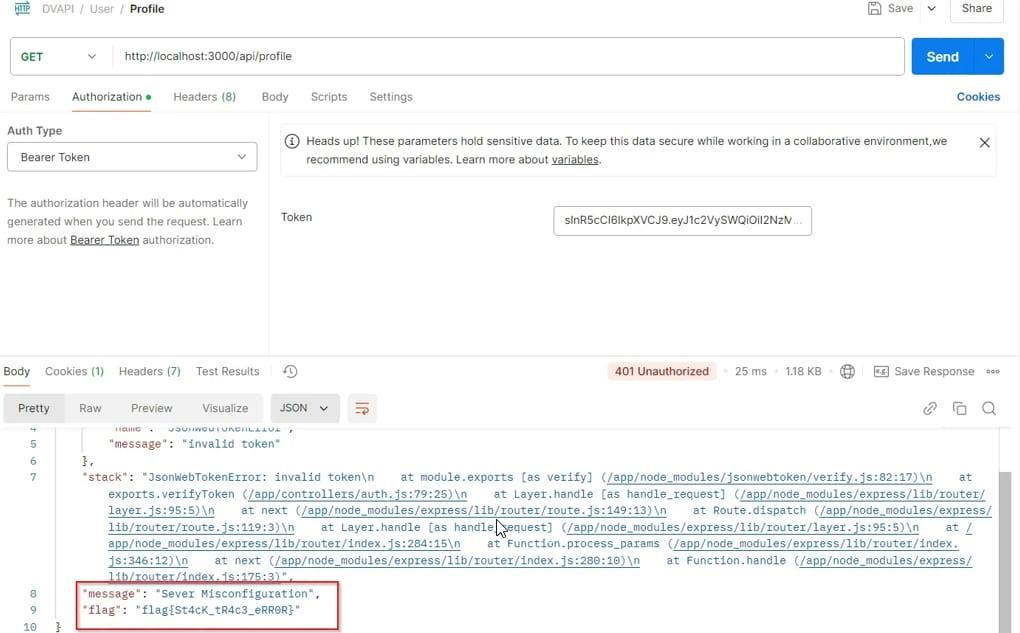 HTTP DVAPI / User / Profile Save Share
GET http://localhost:3000/api/profile Send
Params Authorization Headers (8) Body Scripts Settings Cookies
Auth Type
Bearer Token
Heads up! These parameters hold sensitive data. To keep this data secure while working in a collaborative environment,we
recommend using variables. Learn more about variables.
The authorization header will be automatically
generated when you send the request. Learn
more about Bearer Token authorization.
Token
Body Cookies (1) Headers (7) Test Results 401 Unauthorized 25 ms 1.18 KB e.g. Save Response
Pretty Raw Preview Visualize JSON
4 "name": "JsonWebTokenError",
5 "message": "invalid token"
6 },
7 "stack": "JsonWebTokenError: invalid token\n at module.exports [as verify] (/app/node_modules/jsonwebtoken/verify.js:82:17)\n at
exports.verifyToken (/app/controllers/auth.js:79:25)\n at Layer.handle [as handle_request] (/app/node_modules/express/lib/router/
layer.js:95:5)\n at next (/app/node_modules/express/lib/router/route.js:149:13)\n at Route.dispatch (/app/node_modules/express/
lib/router/route.js:119:3)\n at Layer.handle [as handle_request] (/app/node_modules/express/lib/router/layer.js:95:5)\n at /
app/node_modules/express/lib/router/index.js:284:15\n at Function.process_params (/app/node_modules/express/lib/router/index.
js:346:12)\n at next (/app/node_modules/express/lib/router/index.js:280:10)\n at Function.handle (/app/node_modules/express/
lib/router/index.js:175:3)",
8 "message": "Sever Misconfiguration",
9 "flag": "flag{St4cK_tR4c3_eRR0R}"
10 }